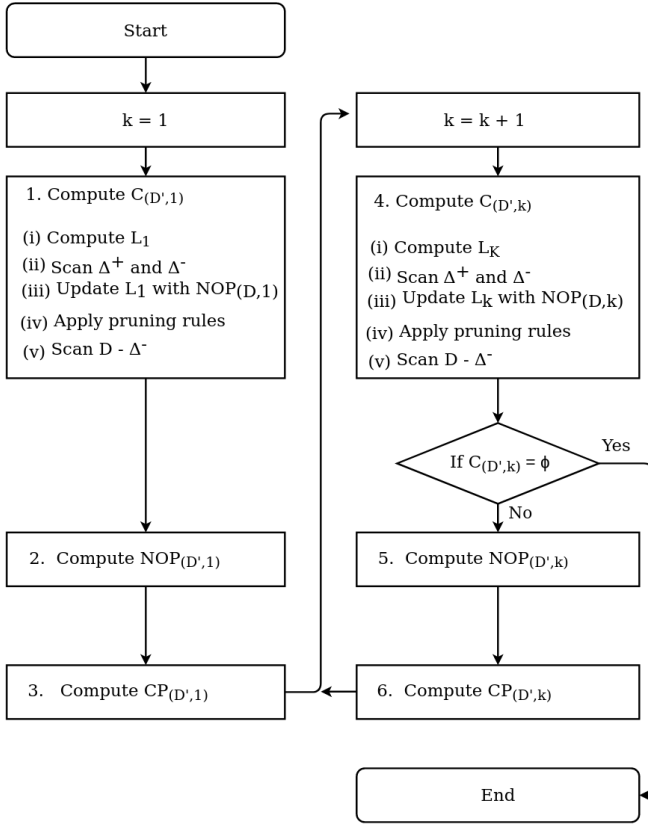 Start
k = 1
1. Compute C(D',1)
(i) Compute L1
(ii) Scan Δ+ and Δ-
(iii) Update L1 with NOP(D,1)
(iv) Apply pruning rules
(v) Scan D - Δ-
2. Compute NOP(D',1)
3. Compute CP(D',1)
k = k + 1
4. Compute C(D',k)
(i) Compute LK
(ii) Scan Δ+ and Δ-
(iii) Update Lk with NOP(D,k)
(iv) Apply pruning rules
(v) Scan D - Δ-
If C(D',k) = ϕ
Yes
No
5. Compute NOP(D',k)
6. Compute CP(D',k)
End